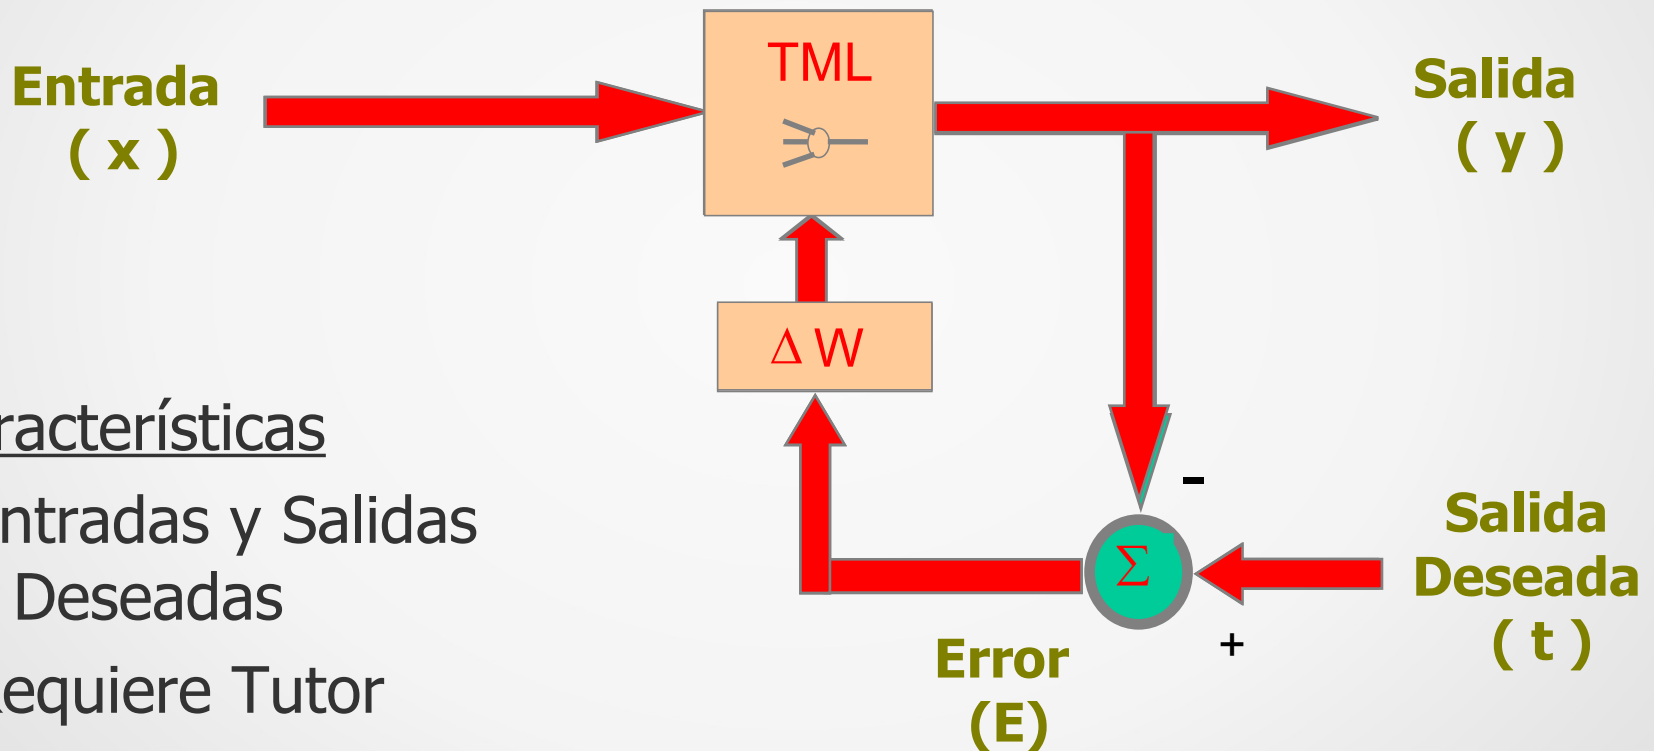 Entrada
( x )
TML
Salida
( y )
Δ W
racterísticas
ntradas y Salidas
Deseadas
equiere Tutor
-
Σ
+
Error
(E)
Salida
Deseada
( t )